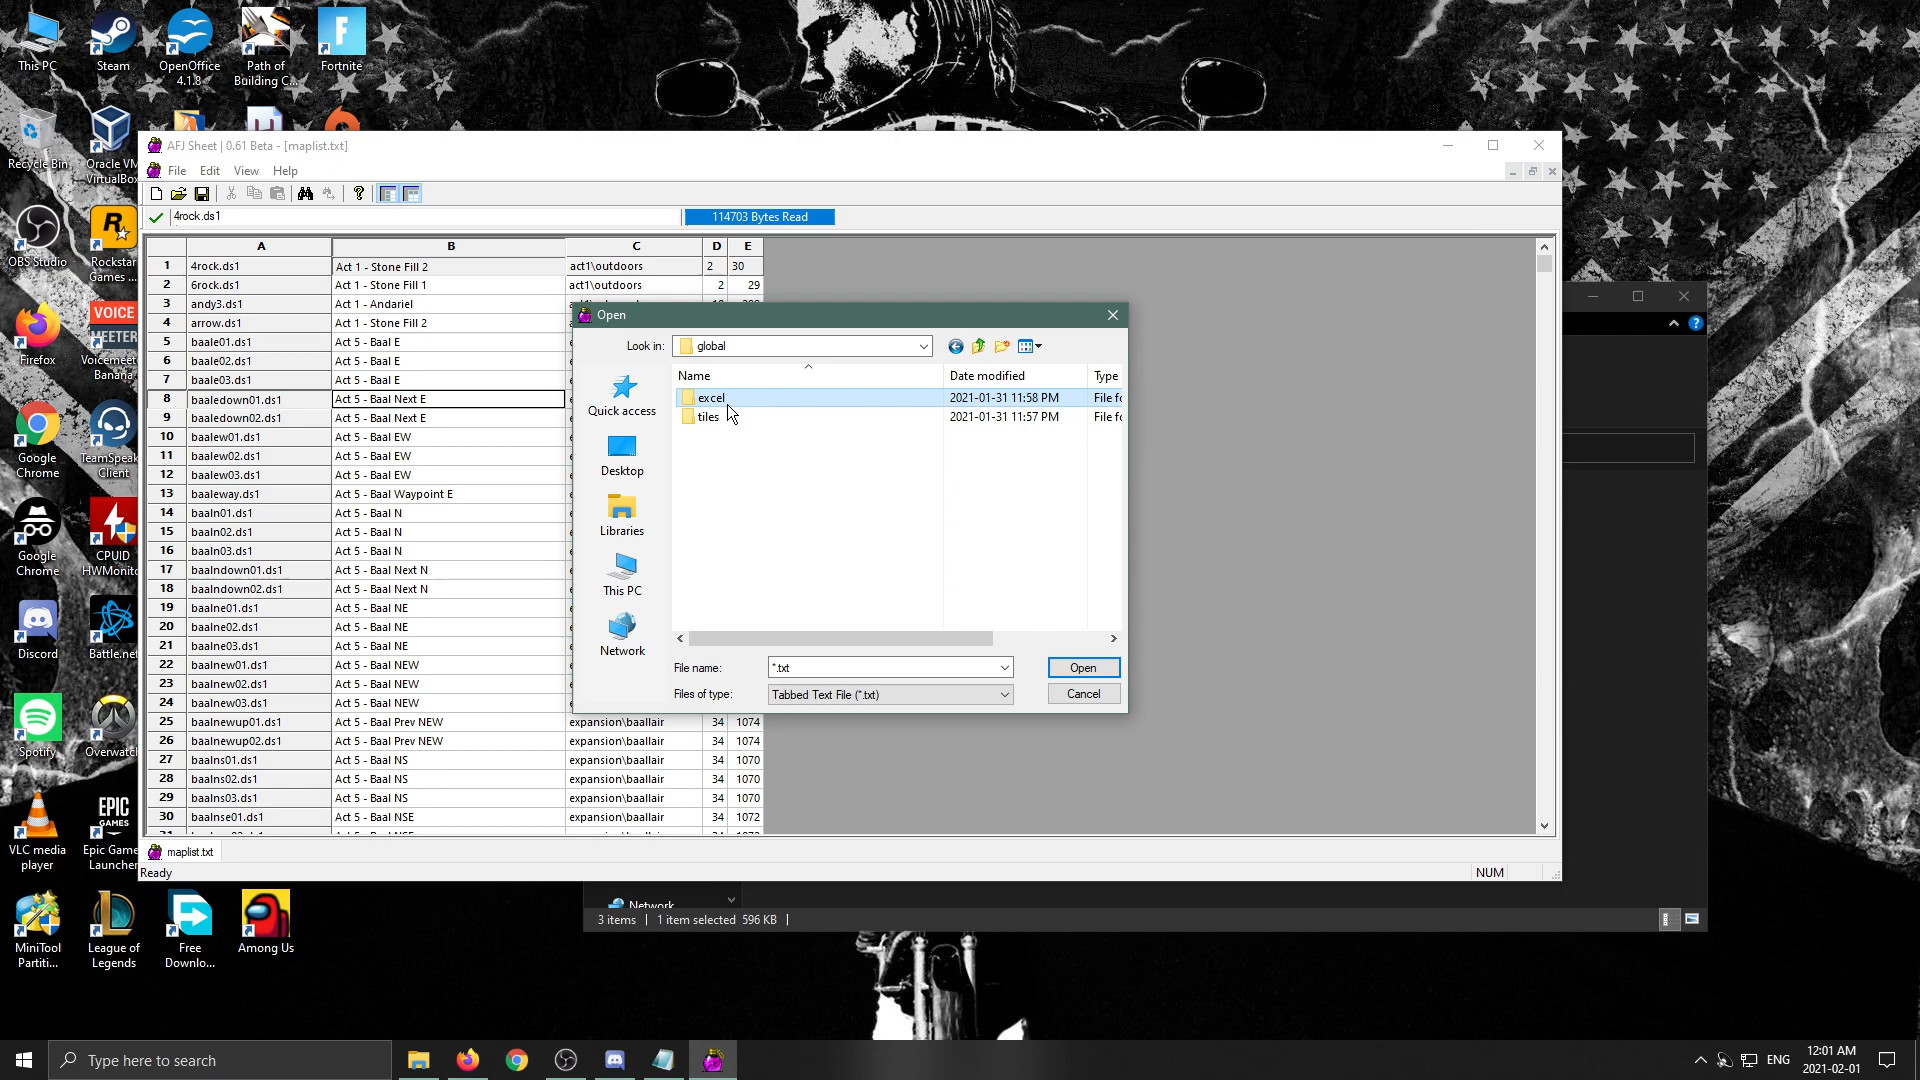 This PC
Steam
OpenOffice
4.1.8
Path of
Building C...
Fortnite
Recycle Bin
Oracle VM
VirtualBox
OBS Studio
Rockstar
Games ...
Firefox
VOICE
MEETER
Voicemeet
Banana
Google
Chrome
TeamSpeak
Client
Google
Chrome
CPUID
HWMonito
Discord
Battle.net
Spotify
Overwatch
VLC media
player
EPIC
GAMES
Epic Games
Launcher
MiniTool
Partiti...
League of
Legends
Free
Downlo...
Among Us
AFJ Sheet | 0.61 Beta - [maplist.txt]
File Edit View Help
4rock.ds1
114703 Bytes Read
A B C D E
1 4rock.ds1 Act 1 - Stone Fill 2 act1\outdoors 2 30
2 6rock.ds1 Act 1 - Stone Fill 1 act1\outdoors 2 29
3 andy3.ds1 Act 1 - Andariel
4 arrow.ds1 Act 1 - Stone Fill 2
5 baale01.ds1 Act 5 - Baal E
6 baale02.ds1 Act 5 - Baal E
7 baale03.ds1 Act 5 - Baal E
8 baaledown01.ds1 Act 5 - Baal Next E
9 baaledown02.ds1 Act 5 - Baal Next E
10 baalew01.ds1 Act 5 - Baal EW
11 baalew02.ds1 Act 5 - Baal EW
12 baalew03.ds1 Act 5 - Baal EW
13 baaleway.ds1 Act 5 - Baal Waypoint E
14 baaln01.ds1 Act 5 - Baal N
15 baaln02.ds1 Act 5 - Baal N
16 baaln03.ds1 Act 5 - Baal N
17 baalndown01.ds1 Act 5 - Baal Next N
18 baalndown02.ds1 Act 5 - Baal Next N
19 baalne01.ds1 Act 5 - Baal NE
20 baalne02.ds1 Act 5 - Baal NE
21 baalne03.ds1 Act 5 - Baal NE
22 baalnew01.ds1 Act 5 - Baal NEW
23 baalnew02.ds1 Act 5 - Baal NEW
24 baalnew03.ds1 Act 5 - Baal NEW
25 baalnewup01.ds1 Act 5 - Baal Prev NEW expansion\baallair 34 1074
26 baalnewup02.ds1 Act 5 - Baal Prev NEW expansion\baallair 34 1074
27 baalns01.ds1 Act 5 - Baal NS expansion\baallair 34 1070
28 baalns02.ds1 Act 5 - Baal NS expansion\baallair 34 1070
29 baalns03.ds1 Act 5 - Baal NS expansion\baallair 34 1070
30 baalnse01.ds1 Act 5 - Baal NSE expansion\baallair 34 1072
maplist.txt
Ready
NUM
Open
Look in: global
Name Date modified Type
excel 2021-01-31 11:58 PM File fo
tiles 2021-01-31 11:57 PM File fo
Quick access
Desktop
Libraries
This PC
Network
File name: *.txt Open
Files of type: Tabbed Text File (*.txt) Cancel
Network
3 items 1 item selected 596 KB
Type here to search
ENG
12:01 AM
2021-02-01